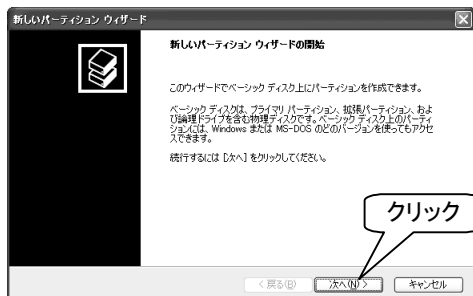 新しいパーティション ウィザード
新しいパーティション ウィザードの開始
このウィザードでベーシック ディスク上にパーティションを作成できます。
ベーシック ディスクは、プライマリ パーティション、拡張パーティション、およ
び論理ドライブを含む物理ディスクです。ベーシック ディスク上のパーティ
ションには、Windows または MS-DOS のどのバージョンを使ってもアクセ
スできます。
続行するには [次へ] をクリックしてください。
クリック
< 戻る(B) 次へ(N) > キャンセル